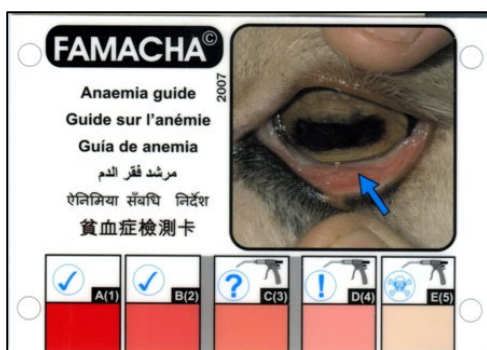 FAMACHA©
2007
Anaemia guide
Guide sur l'anémie
Guía de anemia
مرشد فقر الدم
ऐनिमिया सँबधि निर्देश
貧血症檢測卡
✓ A(1)
✓ B(2)
? C(3)
! D(4)
E(5)